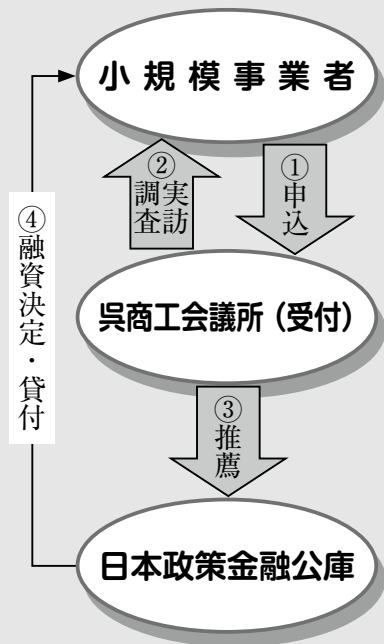 小規模事業者
①申込
②実訪
調査
呉商工会議所（受付）
③推薦
④融資決定・貸付
日本政策金融公庫